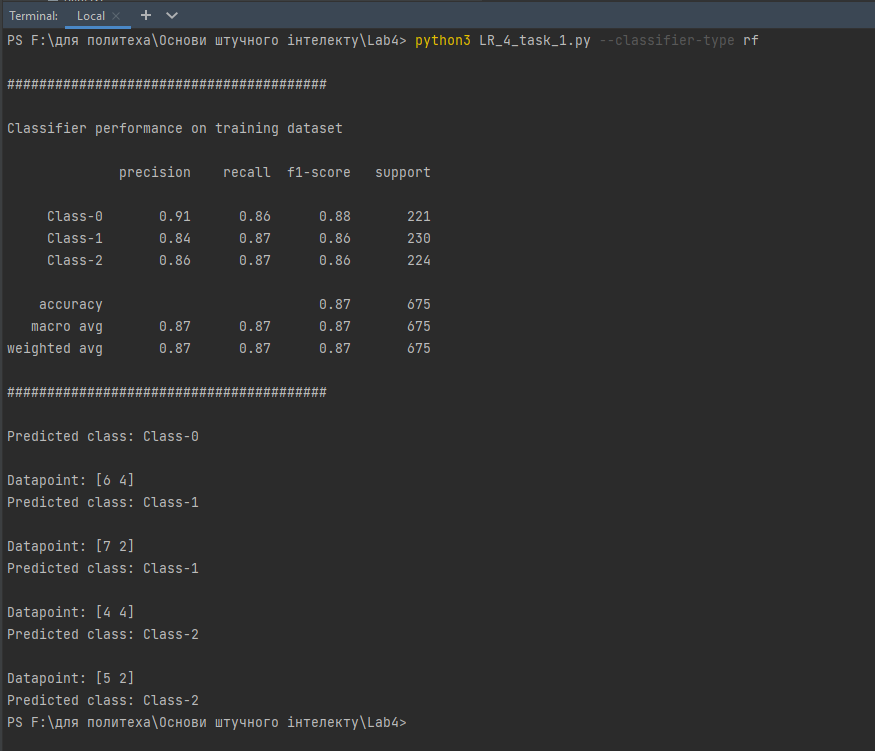 Terminal: Local × + ∨
PS F:\для политеха\Основи штучного інтелекту\Lab4> python3 LR_4_task_1.py --classifier-type rf
########################################
Classifier performance on training dataset
precision recall f1-score support
Class-0 0.91 0.86 0.88 221
Class-1 0.84 0.87 0.86 230
Class-2 0.86 0.87 0.86 224
accuracy 0.87 675
macro avg 0.87 0.87 0.87 675
weighted avg 0.87 0.87 0.87 675
########################################
Predicted class: Class-0
Datapoint: [6 4]
Predicted class: Class-1
Datapoint: [7 2]
Predicted class: Class-1
Datapoint: [4 4]
Predicted class: Class-2
Datapoint: [5 2]
Predicted class: Class-2
PS F:\для политеха\Основи штучного інтелекту\Lab4>